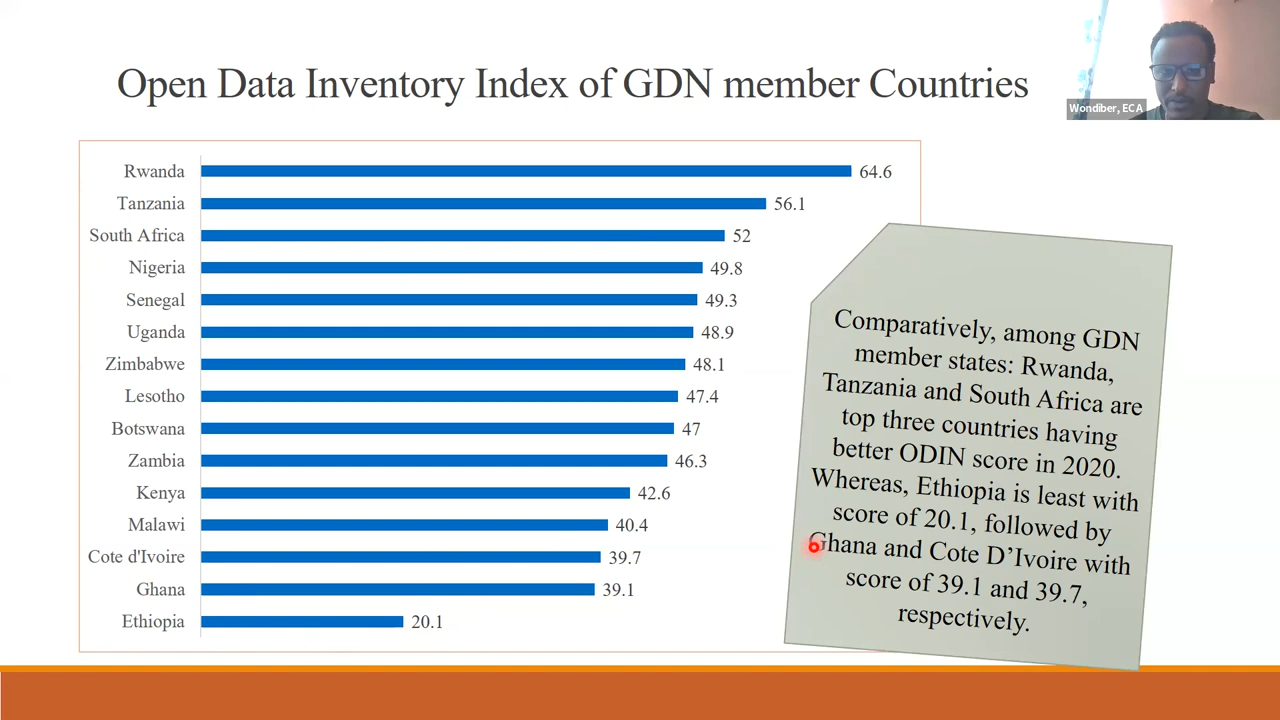 Open Data Inventory Index of GDN member Countries
Wondiber, ECA
Rwanda 64.6
Tanzania 56.1
South Africa 52
Nigeria 49.8
Senegal 49.3
Uganda 48.9
Zimbabwe 48.1
Lesotho 47.4
Botswana 47
Zambia 46.3
Kenya 42.6
Malawi 40.4
Cote d'Ivoire 39.7
Ghana 39.1
Ethiopia 20.1
Comparatively, among GDN
member states: Rwanda,
Tanzania and South Africa are
top three countries having
better ODIN score in 2020.
Whereas, Ethiopia is least with
score of 20.1, followed by
Ghana and Cote D’Ivoire with
score of 39.1 and 39.7,
respectively.